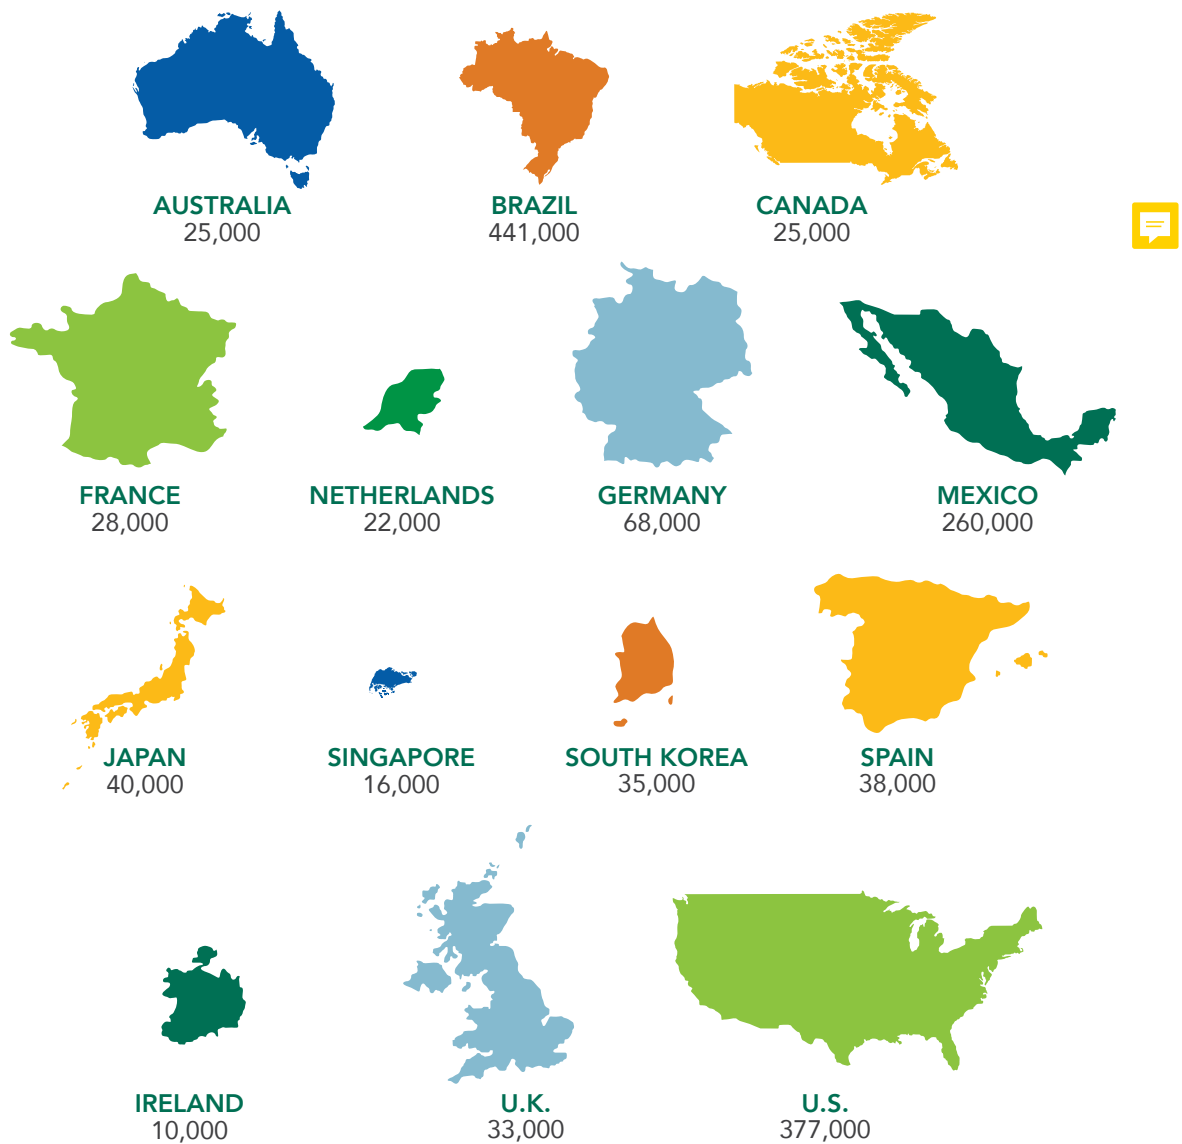 AUSTRALIA
25,000
BRAZIL
441,000
CANADA
25,000
FRANCE
28,000
NETHERLANDS
22,000
GERMANY
68,000
MEXICO
260,000
JAPAN
40,000
SINGAPORE
16,000
SOUTH KOREA
35,000
SPAIN
38,000
IRELAND
10,000
U.K.
33,000
U.S.
377,000